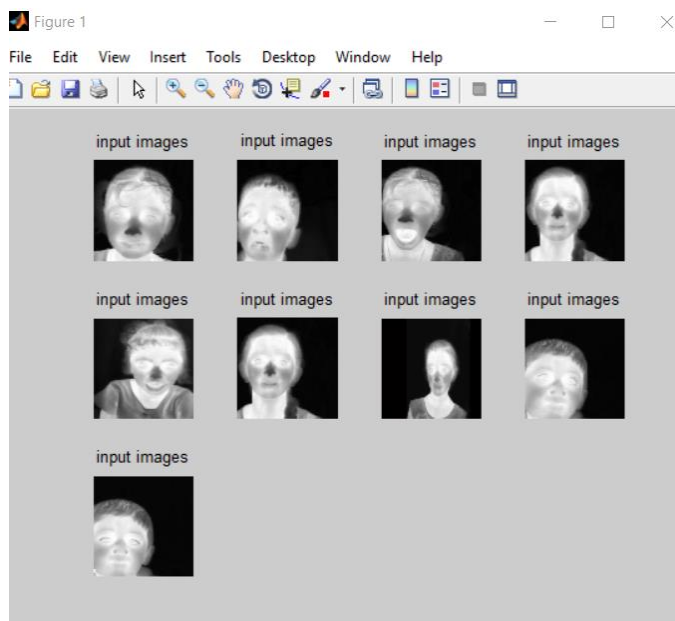 Figure 1
File Edit View Insert Tools Desktop Window Help
input images input images input images input images
input images input images input images input images
input images